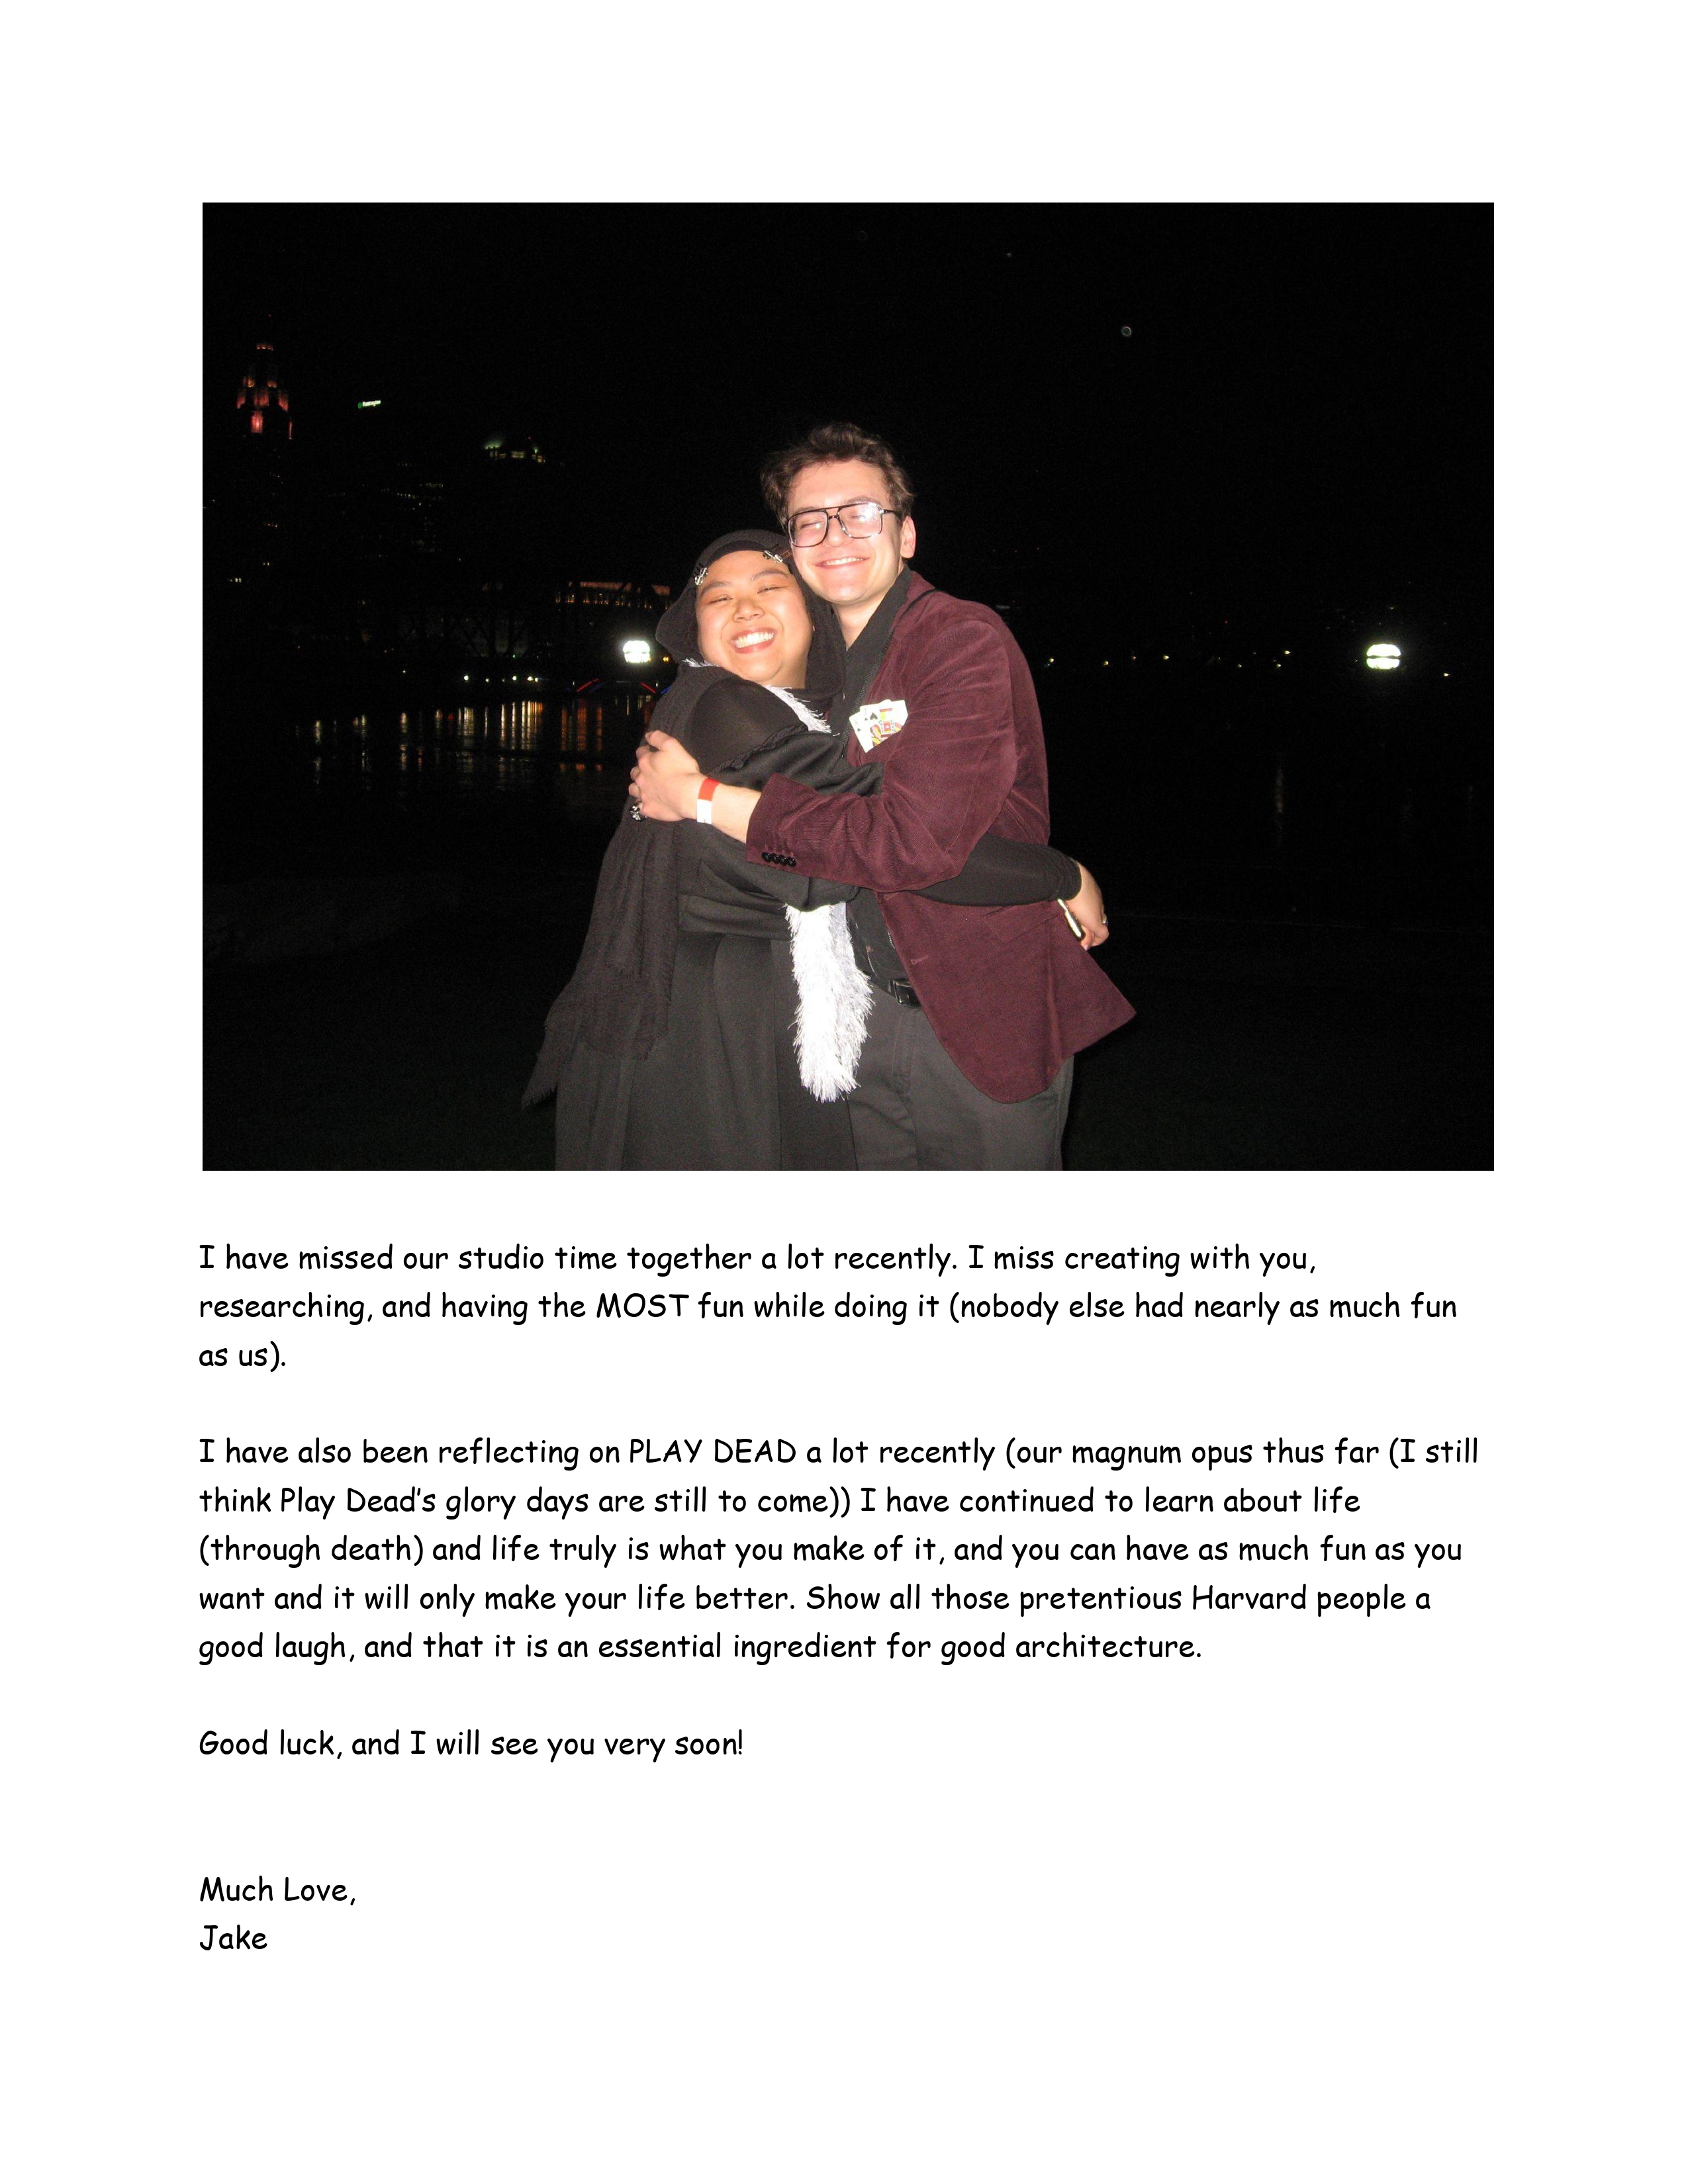 I have missed our studio time together a lot recently. I miss creating with you,
researching, and having the MOST fun while doing it (nobody else had nearly as much fun
as us).
I have also been reflecting on PLAY DEAD a lot recently (our magnum opus thus far (I still
think Play Dead's glory days are still to come)) I have continued to learn about life
(through death) and life truly is what you make of it, and you can have as much fun as you
want and it will only make your life better. Show all those pretentious Harvard people a
good laugh, and that it is an essential ingredient for good architecture.
Good luck, and I will see you very soon!
Much Love,
Jake